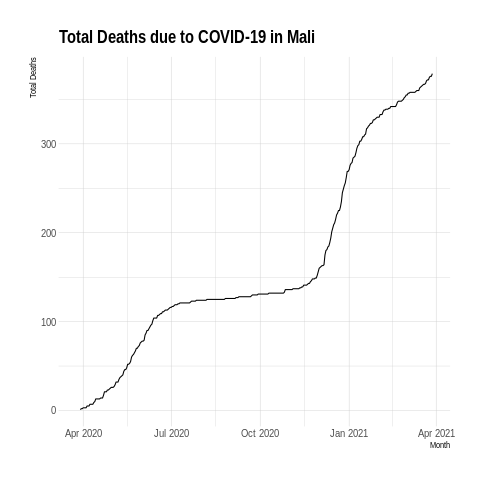 Total Deaths due to COVID-19 in Mali
Total Deaths
300
200
100
0
Apr 2020 Jul 2020 Oct 2020 Jan 2021 Apr 2021
Month